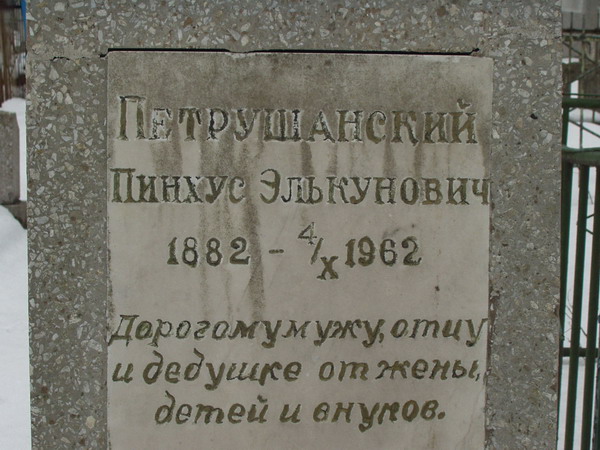 ПЕТРУШАНСКИЙ
ПИНХУС ЭЛЬКУНОВИЧ
1882 - 4/X 1962
Дорогому мужу, отцу
и дедушке от жены,
детей и внуков.